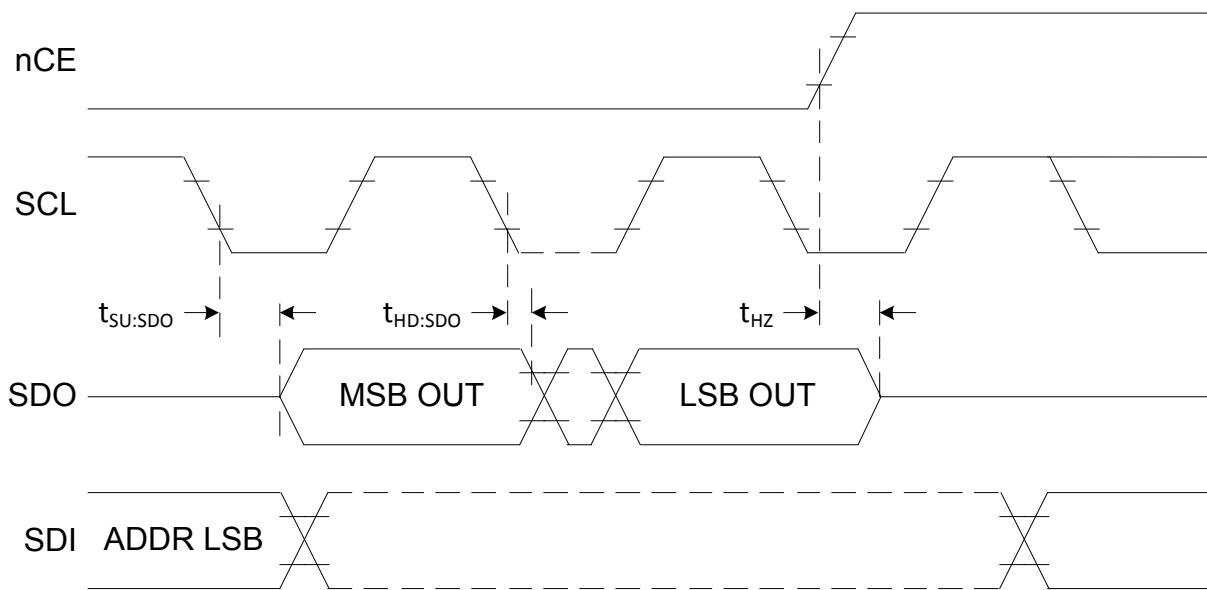 nCE
SCL
tSU:SDO
tHD:SDO
tHZ
SDO
MSB OUT
LSB OUT
SDI
ADDR LSB